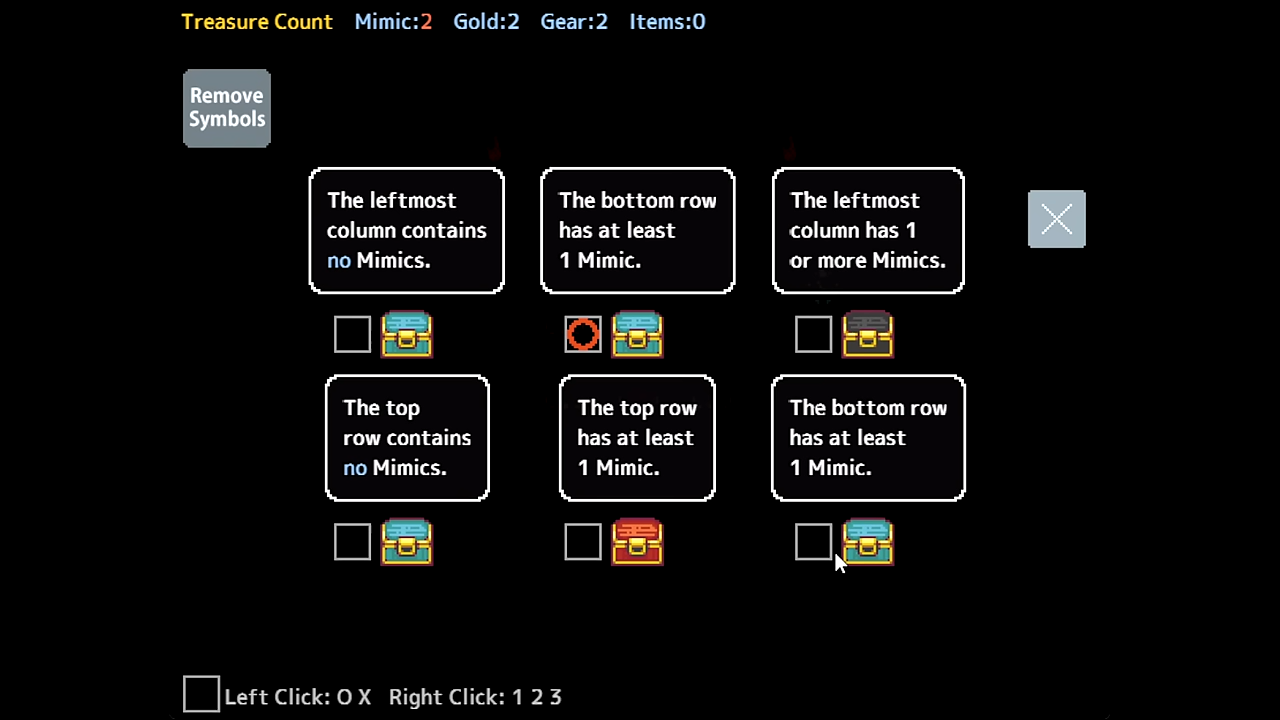 Treasure Count Mimic:2 Gold:2 Gear:2 Items:0
Remove
Symbols
The leftmost
column contains
no Mimics.
The bottom row
has at least
1 Mimic.
The leftmost
column has 1
or more Mimics.
The top
row contains
no Mimics.
The top row
has at least
1 Mimic.
The bottom row
has at least
1 Mimic.
Left Click: O X Right Click: 1 2 3